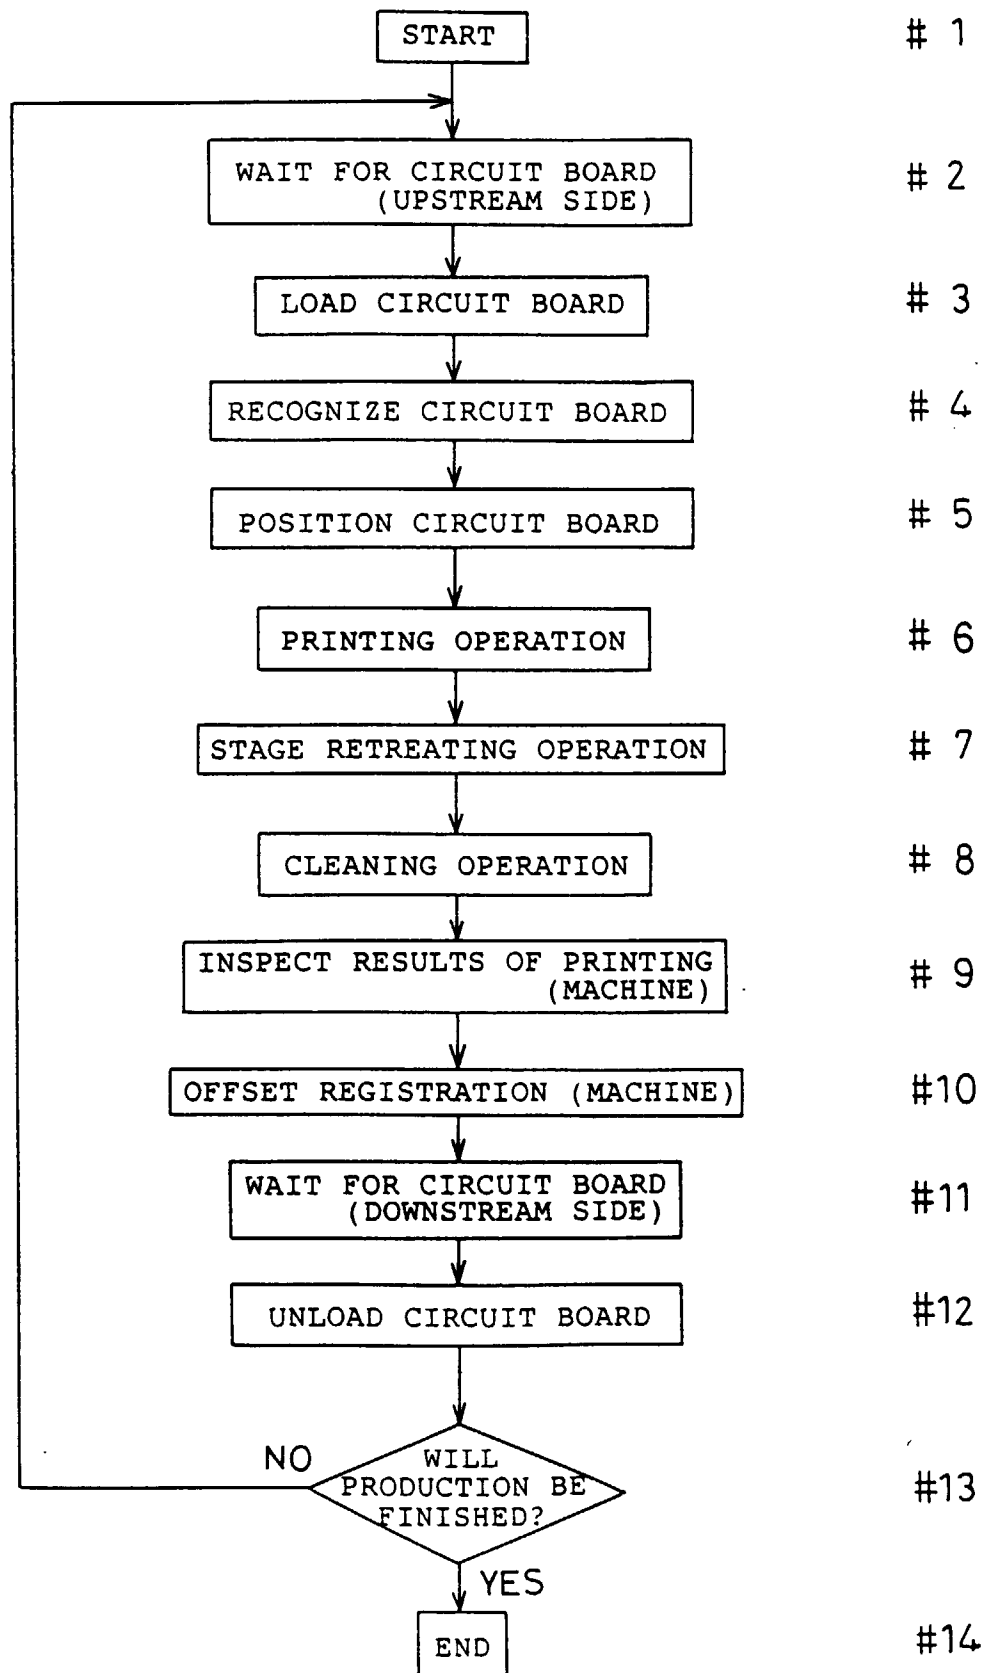 START
# 1
WAIT FOR CIRCUIT BOARD
(UPSTREAM SIDE)
# 2
LOAD CIRCUIT BOARD
# 3
RECOGNIZE CIRCUIT BOARD
# 4
POSITION CIRCUIT BOARD
# 5
PRINTING OPERATION
# 6
STAGE RETREATING OPERATION
# 7
CLEANING OPERATION
# 8
INSPECT RESULTS OF PRINTING
(MACHINE)
# 9
OFFSET REGISTRATION (MACHINE)
#10
WAIT FOR CIRCUIT BOARD
(DOWNSTREAM SIDE)
#11
UNLOAD CIRCUIT BOARD
#12
NO
WILL
PRODUCTION BE
FINISHED?
#13
YES
END
#14